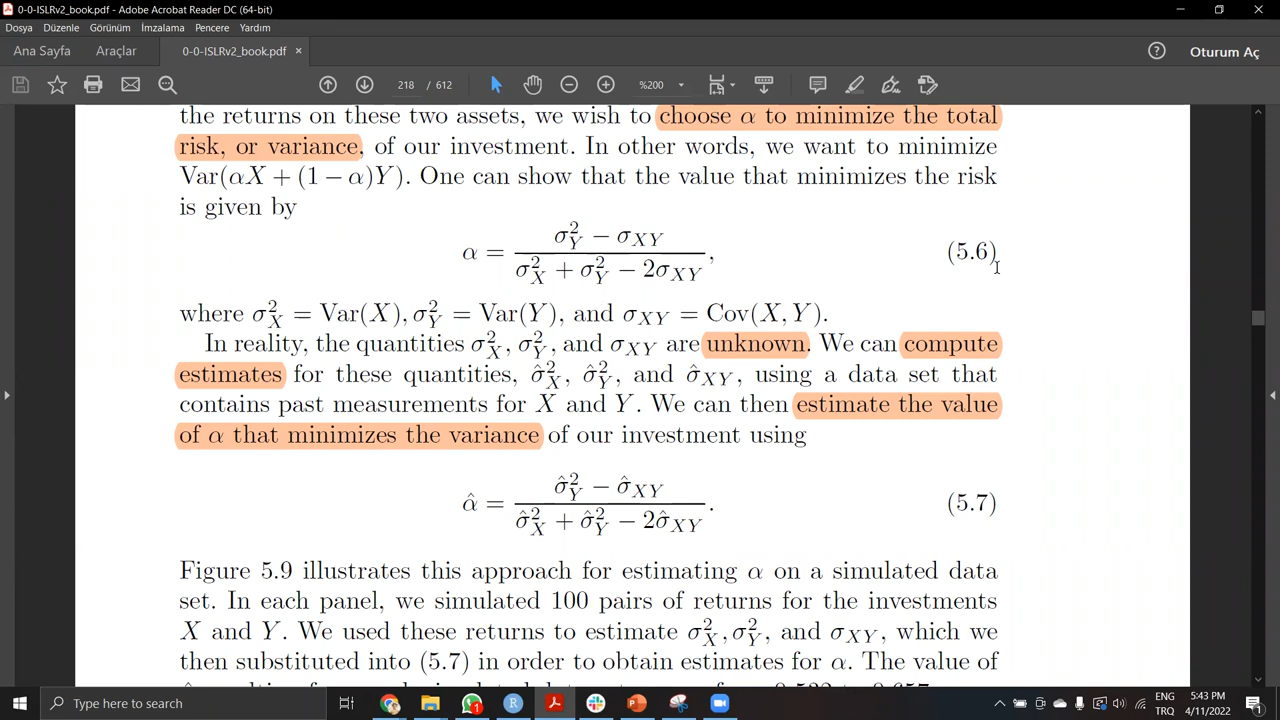 0-0-ISLRv2_book.pdf - Adobe Acrobat Reader DC (64-bit)
Dosya Düzenle Görünüm İmzalama Pencere Yardım
Ana Sayfa Araçlar 0-0-ISLRv2_book.pdf × Oturum Aç
218 / 612 %200
the returns on these two assets, we wish to choose α to minimize the total
risk, or variance, of our investment. In other words, we want to minimize
Var(αX + (1 − α)Y). One can show that the value that minimizes the risk
is given by
α = (σ²_Y − σ_XY) / (σ²_X + σ²_Y − 2σ_XY), (5.6)
where σ²_X = Var(X), σ²_Y = Var(Y), and σ_XY = Cov(X, Y).
In reality, the quantities σ²_X, σ²_Y, and σ_XY are unknown. We can compute
estimates for these quantities, σ̂²_X, σ̂²_Y, and σ̂_XY, using a data set that
contains past measurements for X and Y. We can then estimate the value
of α that minimizes the variance of our investment using
α̂ = (σ̂²_Y − σ̂_XY) / (σ̂²_X + σ̂²_Y − 2σ̂_XY). (5.7)
Figure 5.9 illustrates this approach for estimating α on a simulated data
set. In each panel, we simulated 100 pairs of returns for the investments
X and Y. We used these returns to estimate σ²_X, σ²_Y, and σ_XY, which we
then substituted into (5.7) in order to obtain estimates for α. The value of
Type here to search
ENG 5:43 PM
TRQ 4/11/2022